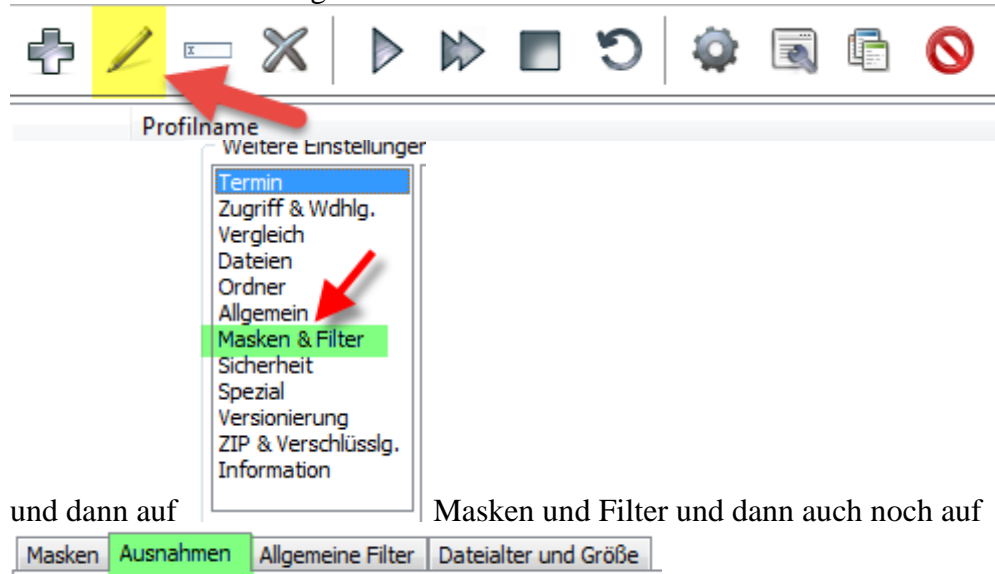 Profilname
Weitere Einstellunger
Termin
Zugriff & Wdhlg.
Vergleich
Dateien
Ordner
Allgemein
Masken & Filter
Sicherheit
Spezial
Versionierung
ZIP & Verschlüsslg.
Information
und dann auf Masken und Filter und dann auch noch auf
Masken Ausnahmen Allgemeine Filter Dateialter und Größe